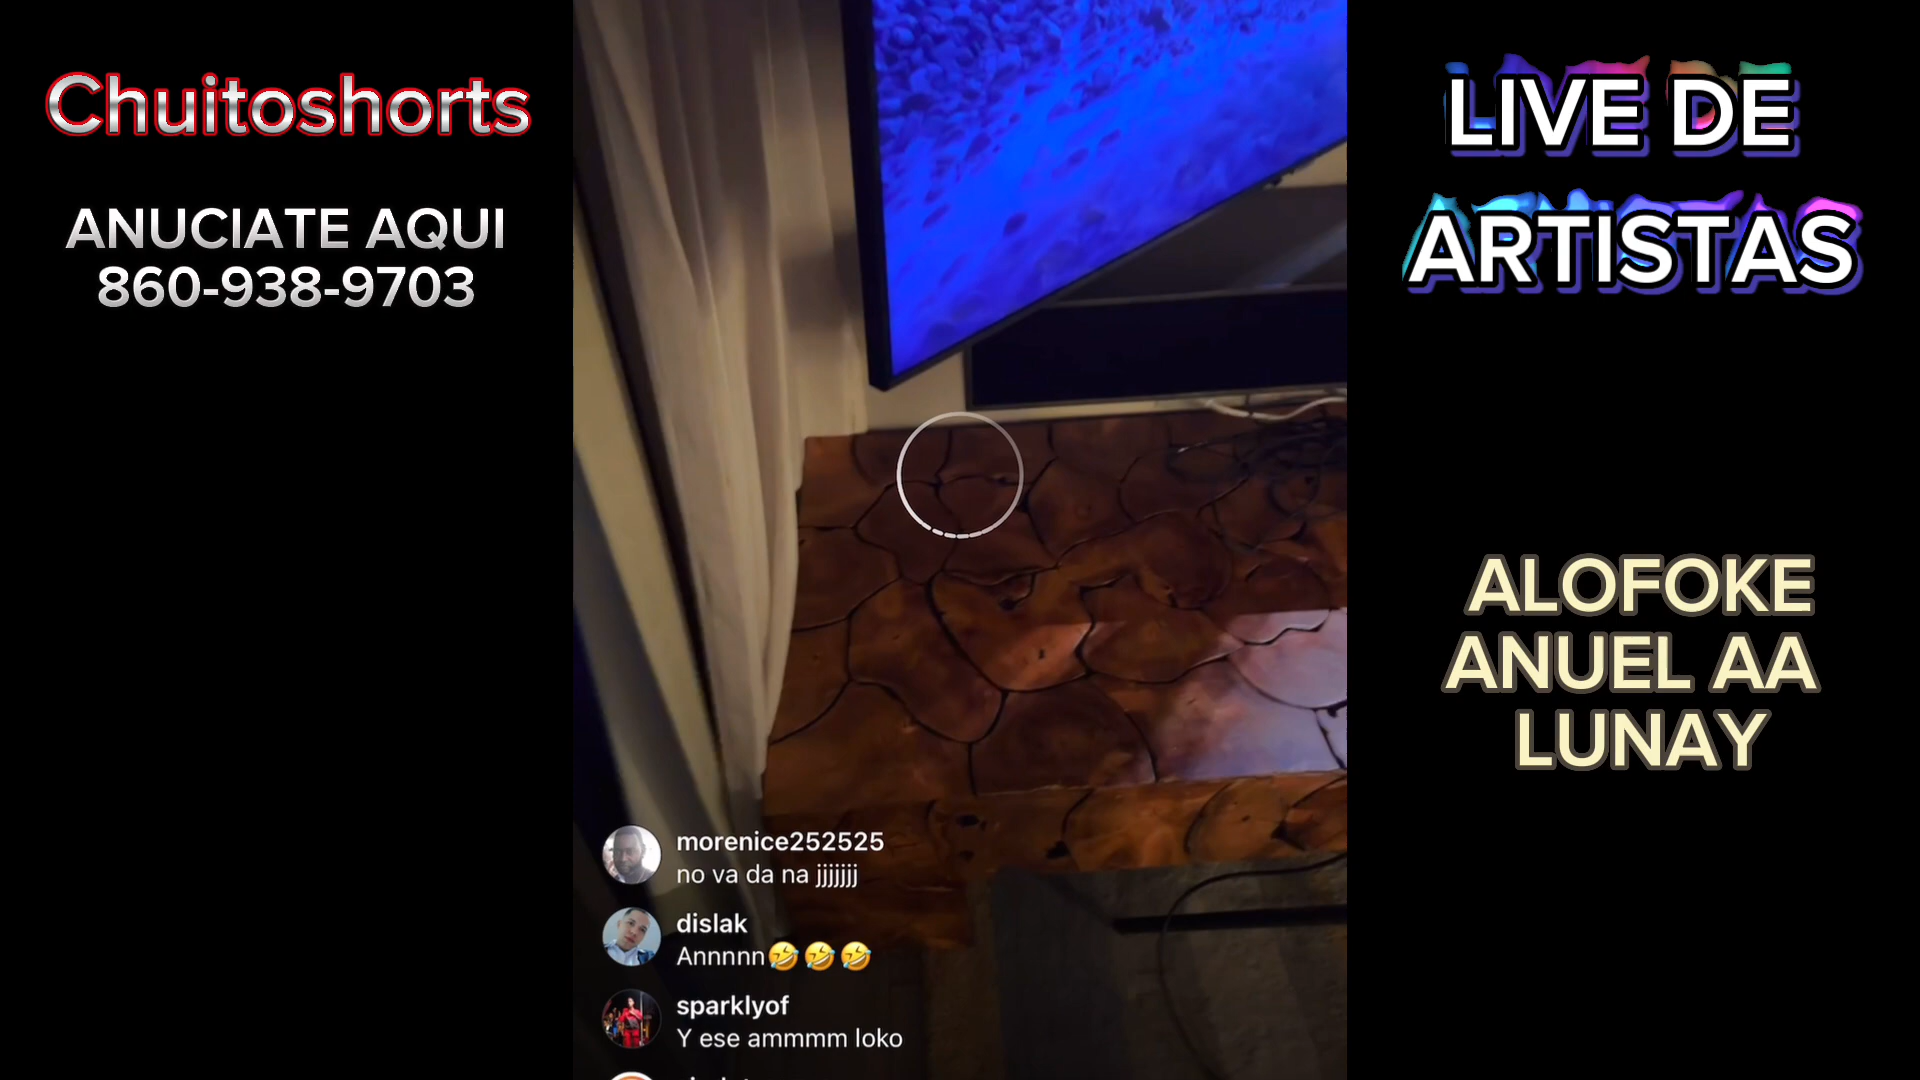 Chuitoshorts
ANUCIATE AQUI
860-938-9703
LIVE DE
ARTISTAS
ALOFOKE
ANUEL AA
LUNAY
morenice252525
no va da na jjjjjjj
dislak
Annnnn🤣🤣🤣
sparklyof
Y ese ammmm loko